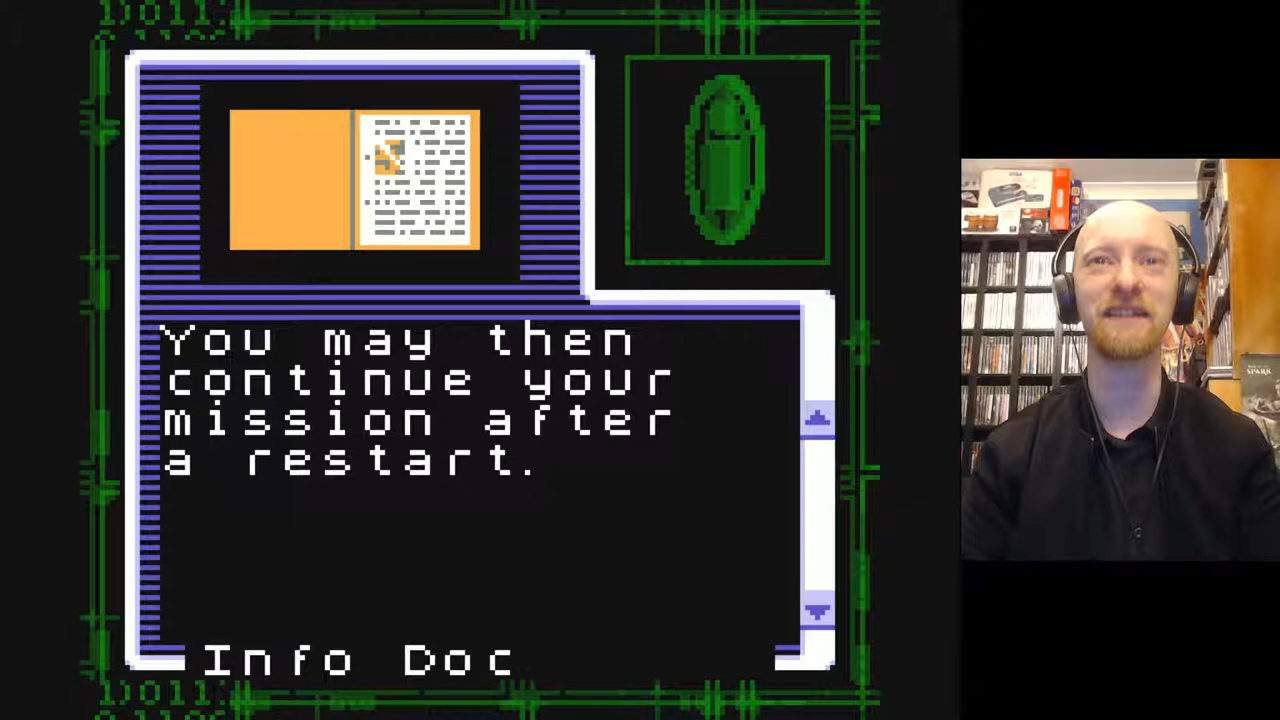 You may then
continue your
mission after
a restart.
Info Doc